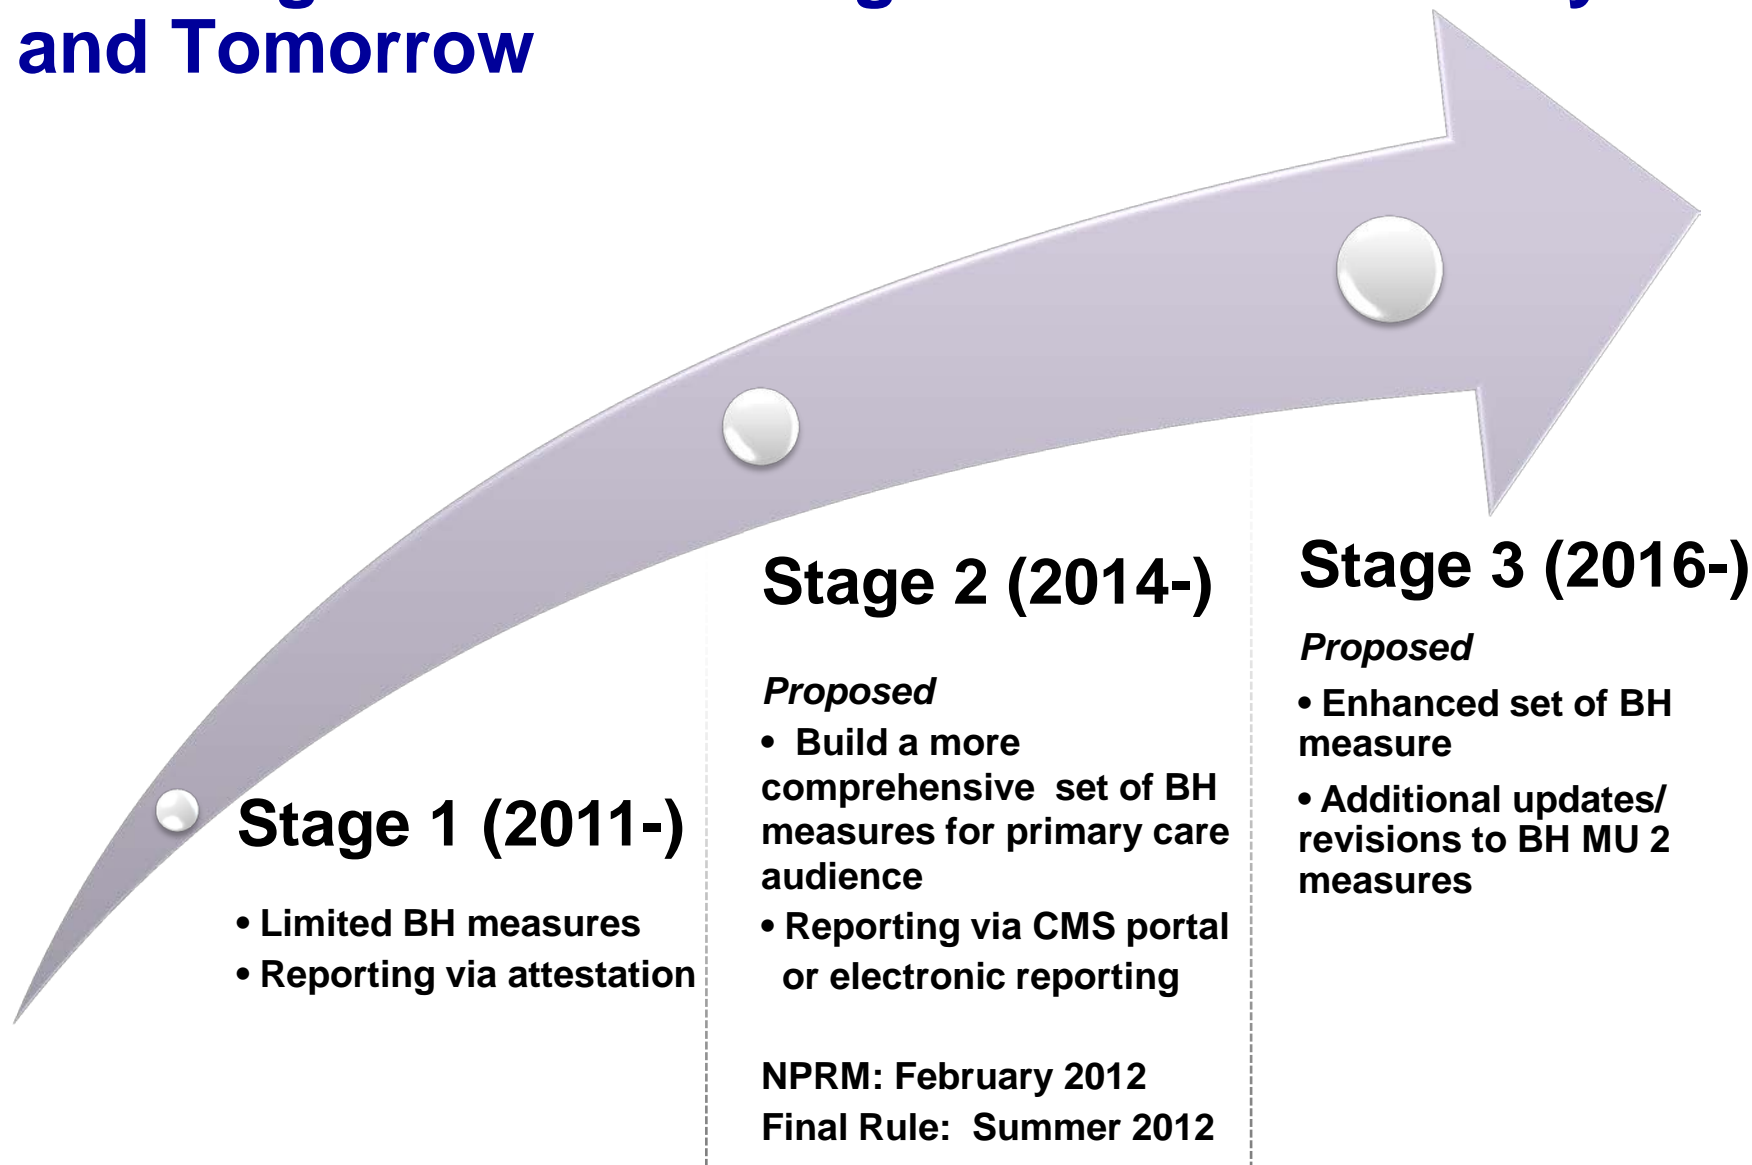 and Tomorrow
Stage 1 (2011-)
• Limited BH measures
• Reporting via attestation
Stage 2 (2014-)
Proposed
• Build a more
comprehensive set of BH
measures for primary care
audience
• Reporting via CMS portal
or electronic reporting
NPRM: February 2012
Final Rule: Summer 2012
Stage 3 (2016-)
Proposed
• Enhanced set of BH
measure
• Additional updates/
revisions to BH MU 2
measures